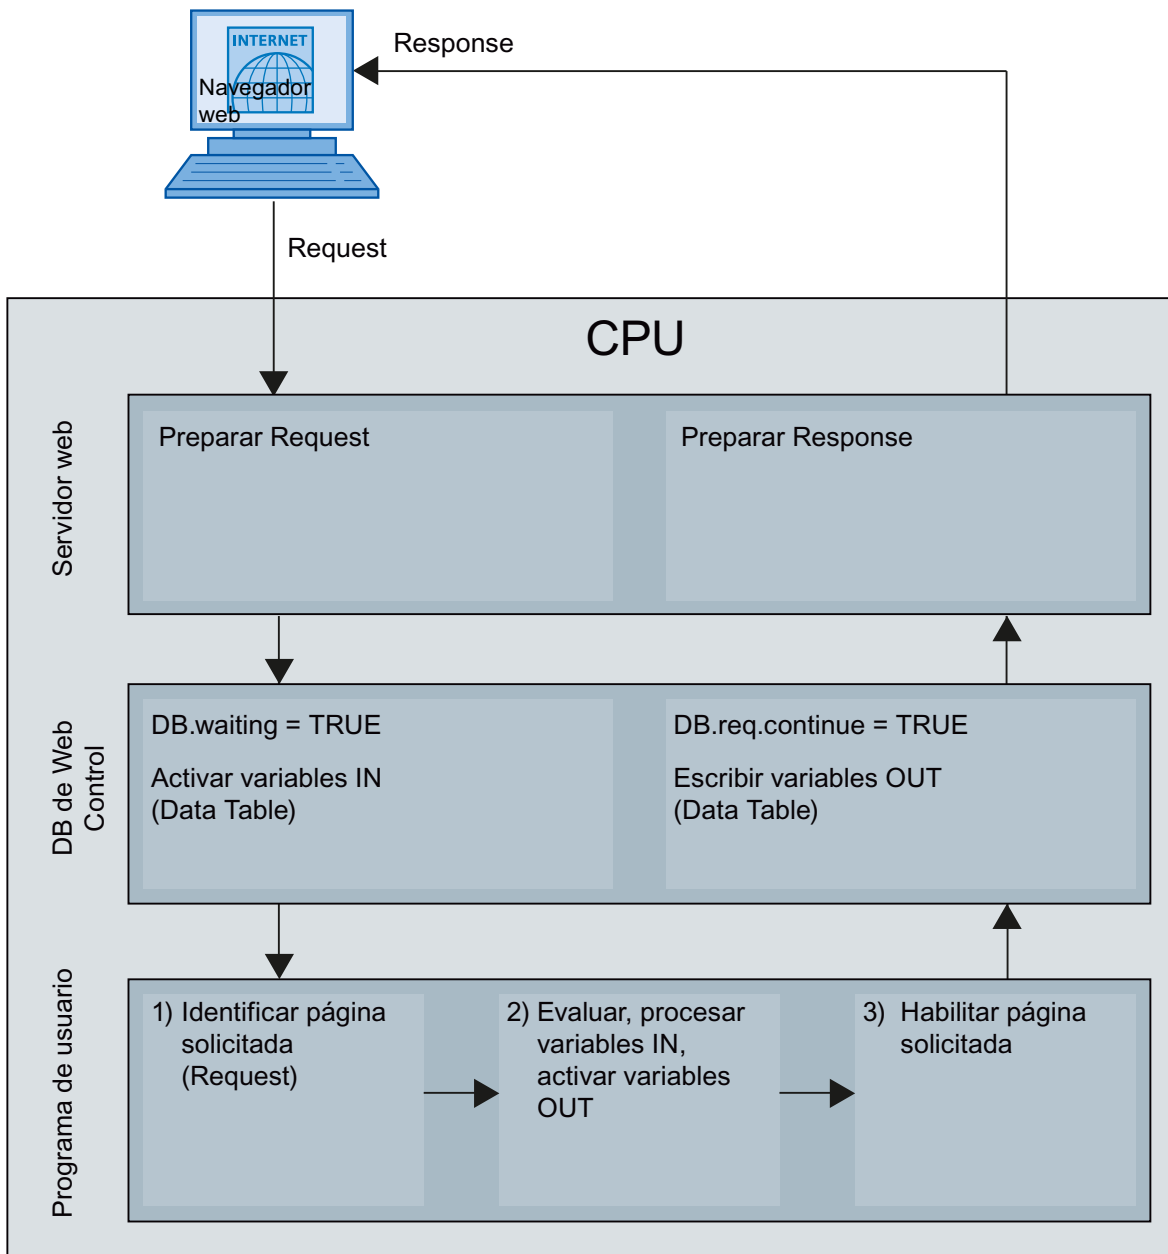 INTERNET
Navegador
web
Response
Request
CPU
Servidor web
Preparar Request
Preparar Response
DB de Web
Control
DB.waiting = TRUE
Activar variables IN
(Data Table)
DB.req.continue = TRUE
Escribir variables OUT
(Data Table)
Programa de usuario
1) Identificar página
solicitada
(Request)
2) Evaluar, procesar
variables IN,
activar variables
OUT
3) Habilitar página
solicitada